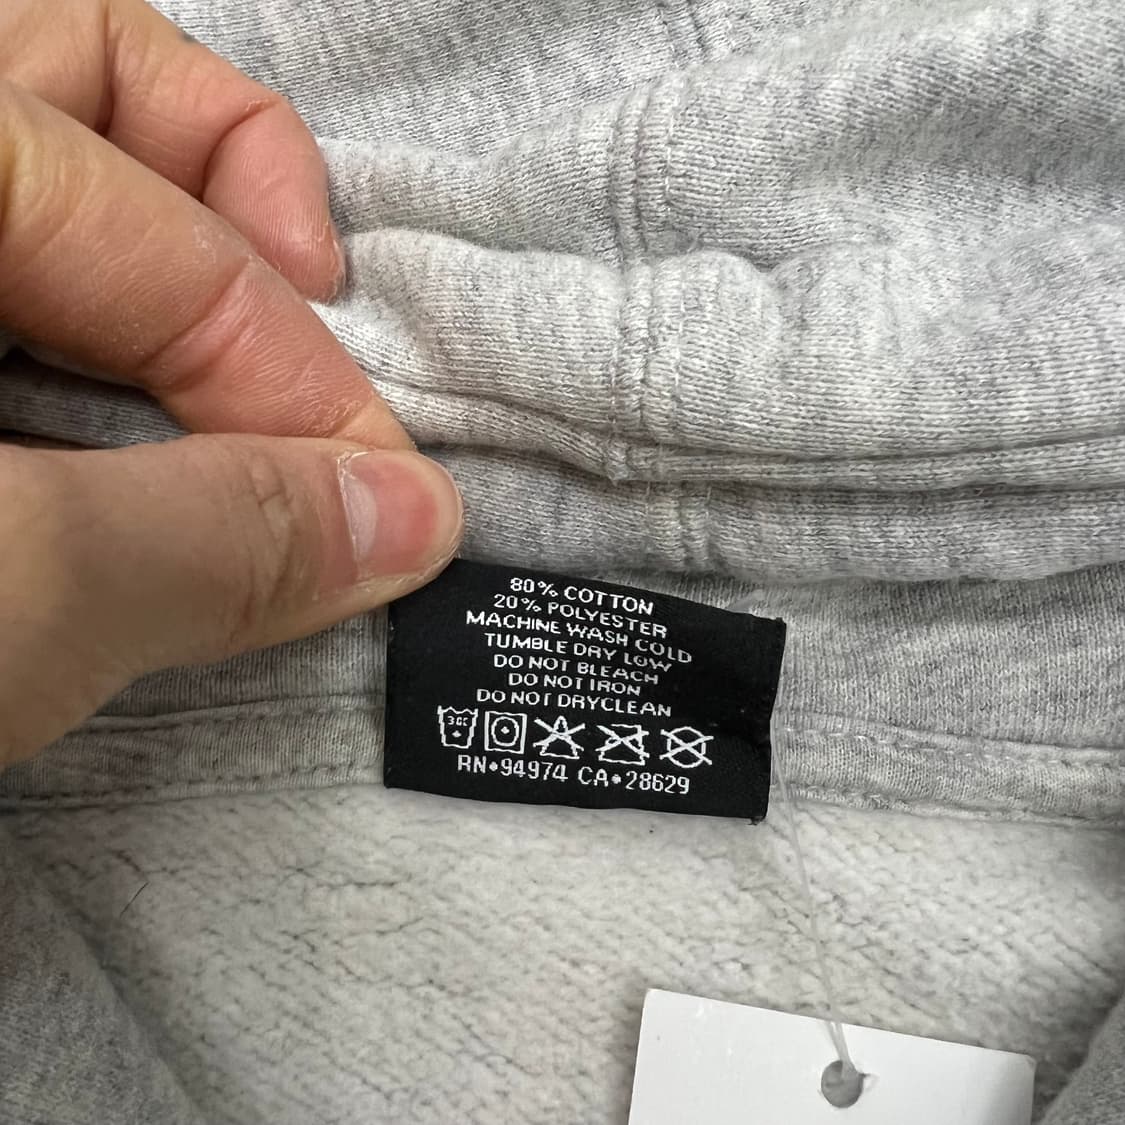 80% COTTON
20% POLYESTER
MACHINE WASH COLD
TUMBLE DRY LOW
DO NOT BLEACH
DO NOT IRON
DO NOT DRYCLEAN
30C
RN•94974 CA•28629